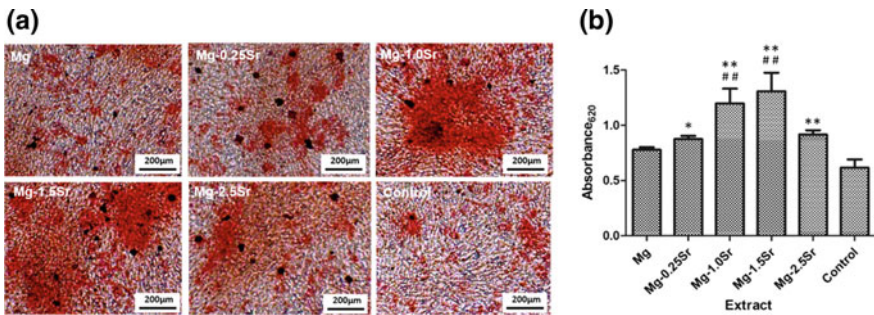 (a)
Mg
Mg-0.25Sr
Mg-1.0Sr
200µm
200µm
200µm
Mg-1.5Sr
Mg-2.5Sr
Control
200µm
200µm
200µm
(b)
Absorbance620
1.5
1.0
0.5
0.0
*
**
##
**
##
**
Mg
Mg-0.25Sr
Mg-1.0Sr
Mg-1.5Sr
Mg-2.5Sr
Control
Extract